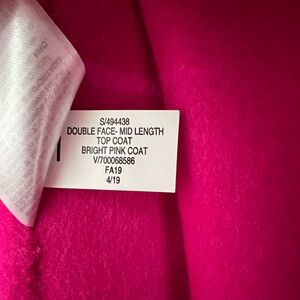 S/494438
DOUBLE FACE- MID LENGTH
TOP COAT
BRIGHT PINK COAT
V/700068586
FA19
4/19